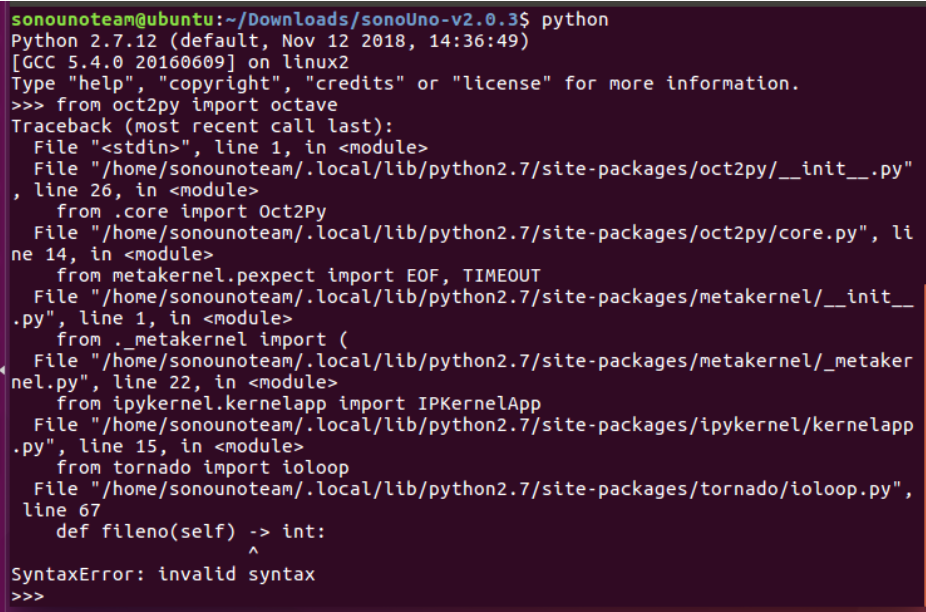 sonounoteam@ubuntu:~/Downloads/sonoUno-v2.0.3$ python
Python 2.7.12 (default, Nov 12 2018, 14:36:49)
[GCC 5.4.0 20160609] on linux2
Type "help", "copyright", "credits" or "license" for more information.
>>> from oct2py import octave
Traceback (most recent call last):
  File "<stdin>", line 1, in <module>
  File "/home/sonounoteam/.local/lib/python2.7/site-packages/oct2py/__init__.py"
, line 26, in <module>
    from .core import Oct2Py
  File "/home/sonounoteam/.local/lib/python2.7/site-packages/oct2py/core.py", li
ne 14, in <module>
    from metakernel.pexpect import EOF, TIMEOUT
  File "/home/sonounoteam/.local/lib/python2.7/site-packages/metakernel/__init__
.py", line 1, in <module>
    from ._metakernel import (
  File "/home/sonounoteam/.local/lib/python2.7/site-packages/metakernel/_metaker
nel.py", line 22, in <module>
    from ipykernel.kernelapp import IPKernelApp
  File "/home/sonounoteam/.local/lib/python2.7/site-packages/ipykernel/kernelapp
.py", line 15, in <module>
    from tornado import ioloop
  File "/home/sonounoteam/.local/lib/python2.7/site-packages/tornado/ioloop.py",
 line 67
    def fileno(self) -> int:
                     ^
SyntaxError: invalid syntax
>>>